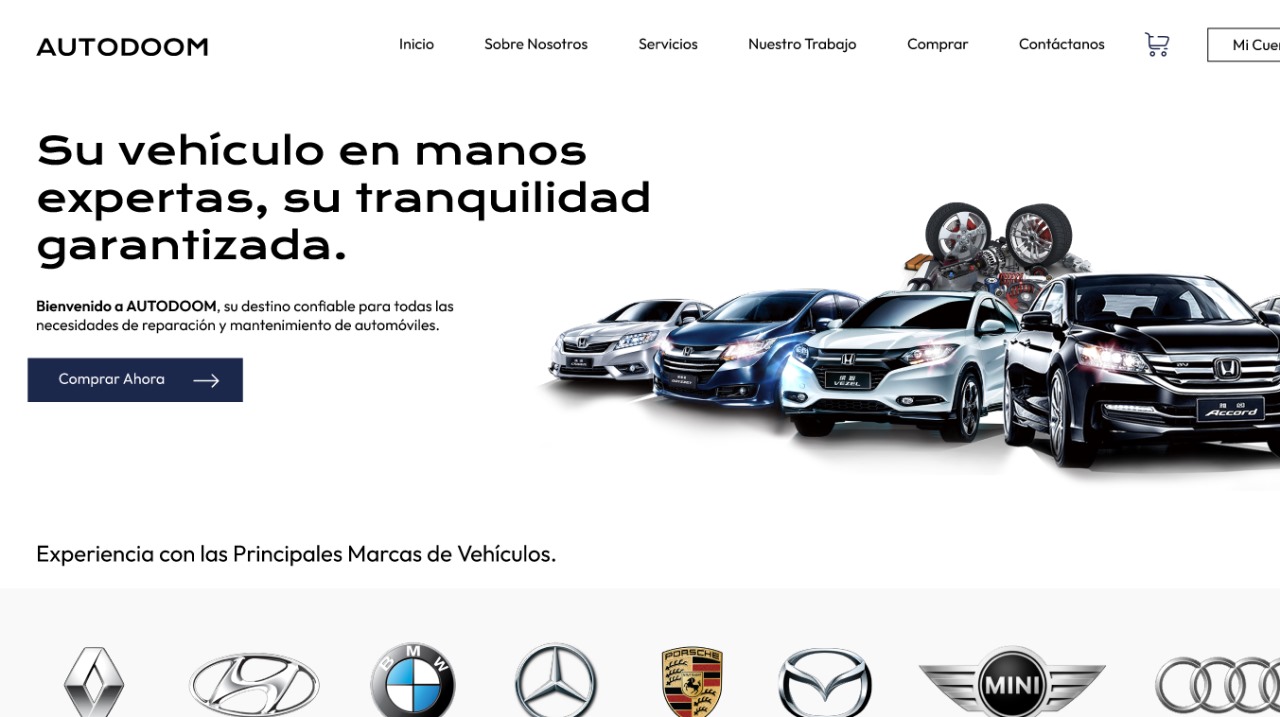 AUTODOOM
Inicio
Sobre Nosotros
Servicios
Nuestro Trabajo
Comprar
Contáctanos
Mi Cuen
Su vehículo en manos
expertas, su tranquilidad
garantizada.
Bienvenido a AUTODOOM, su destino confiable para todas las
necesidades de reparación y mantenimiento de automóviles.
Comprar Ahora
VEZEL
Accord
Experiencia con las Principales Marcas de Vehículos.
BMW
PORSCHE
MINI